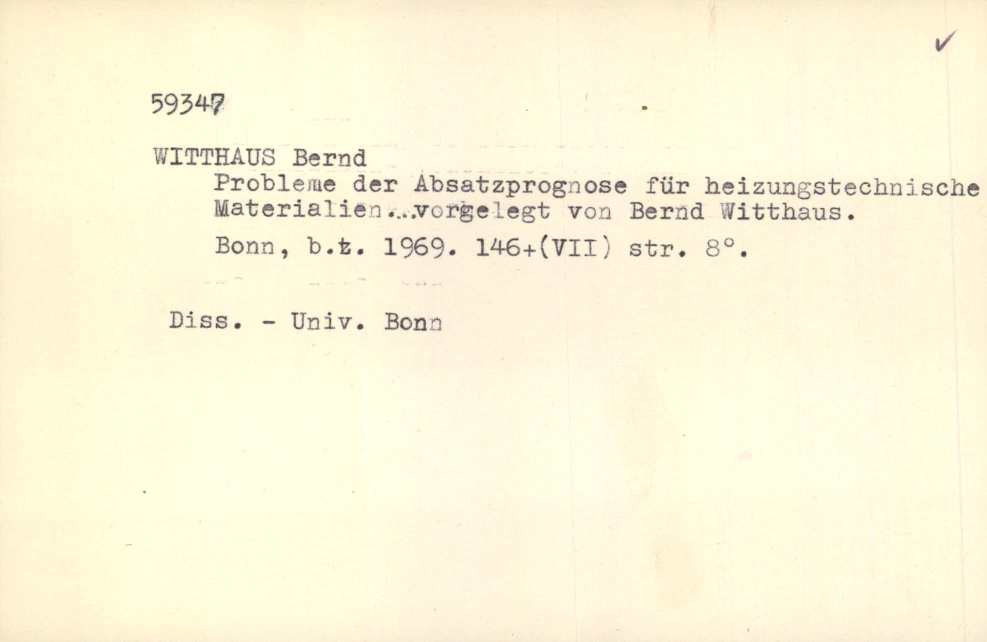 59347
WITTHAUS Bernd
Probleme der Absatzprognose für heizungstechnische
Materialien...vorgelegt von Bernd Witthaus.
Bonn, b.t. 1969. 146+(VII) str. 8°.
Diss. - Univ. Bonn